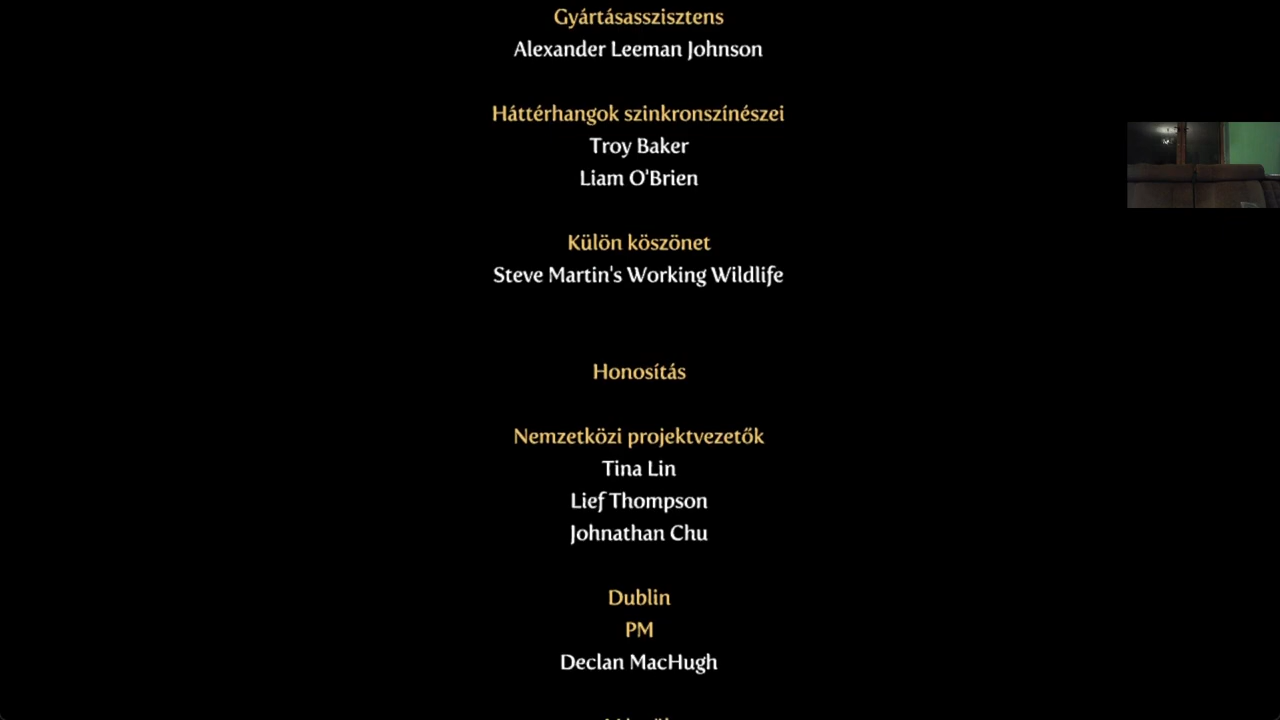 Gyártásasszisztens
Alexander Leeman Johnson
Háttérhangok szinkronszínészei
Troy Baker
Liam O'Brien
Külön köszönet
Steve Martin's Working Wildlife
Honosítás
Nemzetközi projektvezetők
Tina Lin
Lief Thompson
Johnathan Chu
Dublin
PM
Declan MacHugh